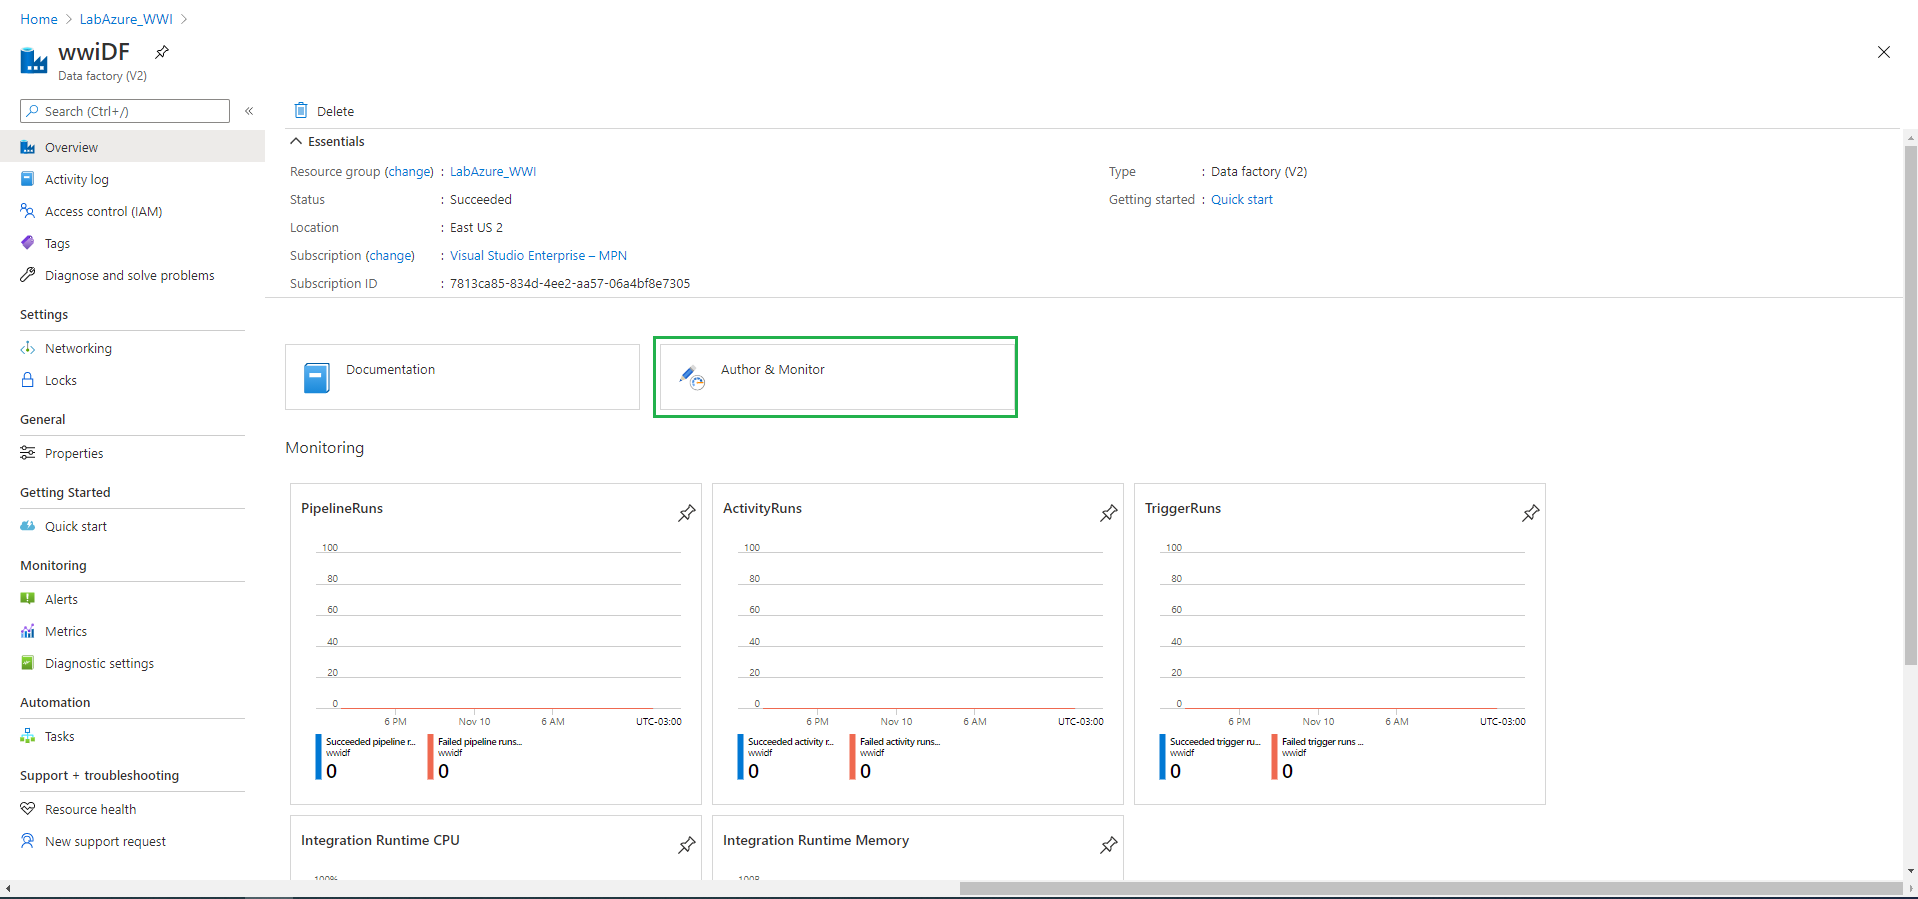 Home > LabAzure_WWI >
wwiDF
Data factory (V2)
Search (Ctrl+/)
«
Overview
Activity log
Access control (IAM)
Tags
Diagnose and solve problems
Settings
Networking
Locks
General
Properties
Getting Started
Quick start
Monitoring
Alerts
Metrics
Diagnostic settings
Automation
Tasks
Support + troubleshooting
Resource health
New support request
Delete
Essentials
Resource group (change) : LabAzure_WWI
Status : Succeeded
Location : East US 2
Subscription (change) : Visual Studio Enterprise – MPN
Subscription ID : 7813ca85-834d-4ee2-aa57-06a4bf8e7305
Type : Data factory (V2)
Getting started : Quick start
Documentation
Author & Monitor
Monitoring
PipelineRuns
100
80
60
40
20
0
6 PM Nov 10 6 AM UTC-03:00
Succeeded pipeline r... Failed pipeline runs...
wwidf wwidf
0 0
ActivityRuns
100
80
60
40
20
0
6 PM Nov 10 6 AM UTC-03:00
Succeeded activity r... Failed activity runs...
wwidf wwidf
0 0
TriggerRuns
100
80
60
40
20
0
6 PM Nov 10 6 AM UTC-03:00
Succeeded trigger ru... Failed trigger runs ...
wwidf wwidf
0 0
Integration Runtime CPU
100%
Integration Runtime Memory
100B